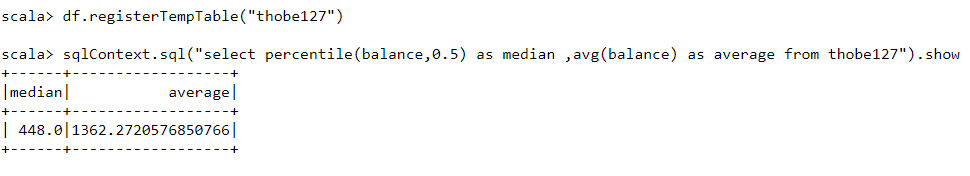 scala> df.registerTempTable("thobe127")
scala> sqlContext.sql("select percentile(balance,0.5) as median ,avg(balance) as average from thobe127").show
+------+------------------+
|median|           average|
+------+------------------+
| 448.0|1362.2720576850766|
+------+------------------+